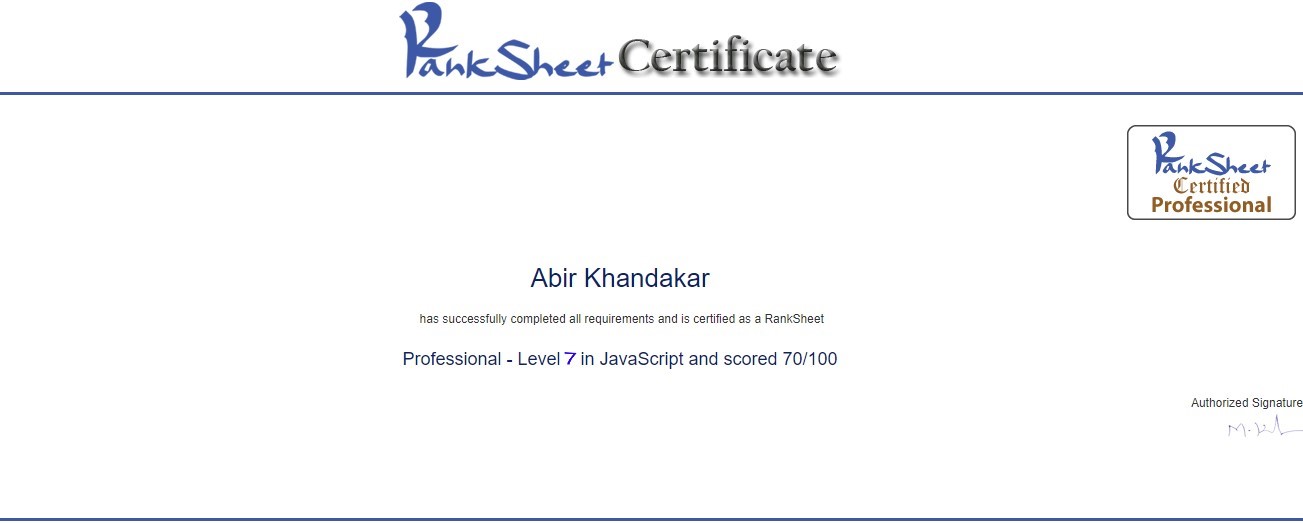 RankSheet Certificate
RankSheet
Certified
Professional
Abir Khandakar
has successfully completed all requirements and is certified as a RankSheet
Professional - Level 7 in JavaScript and scored 70/100
Authorized Signature